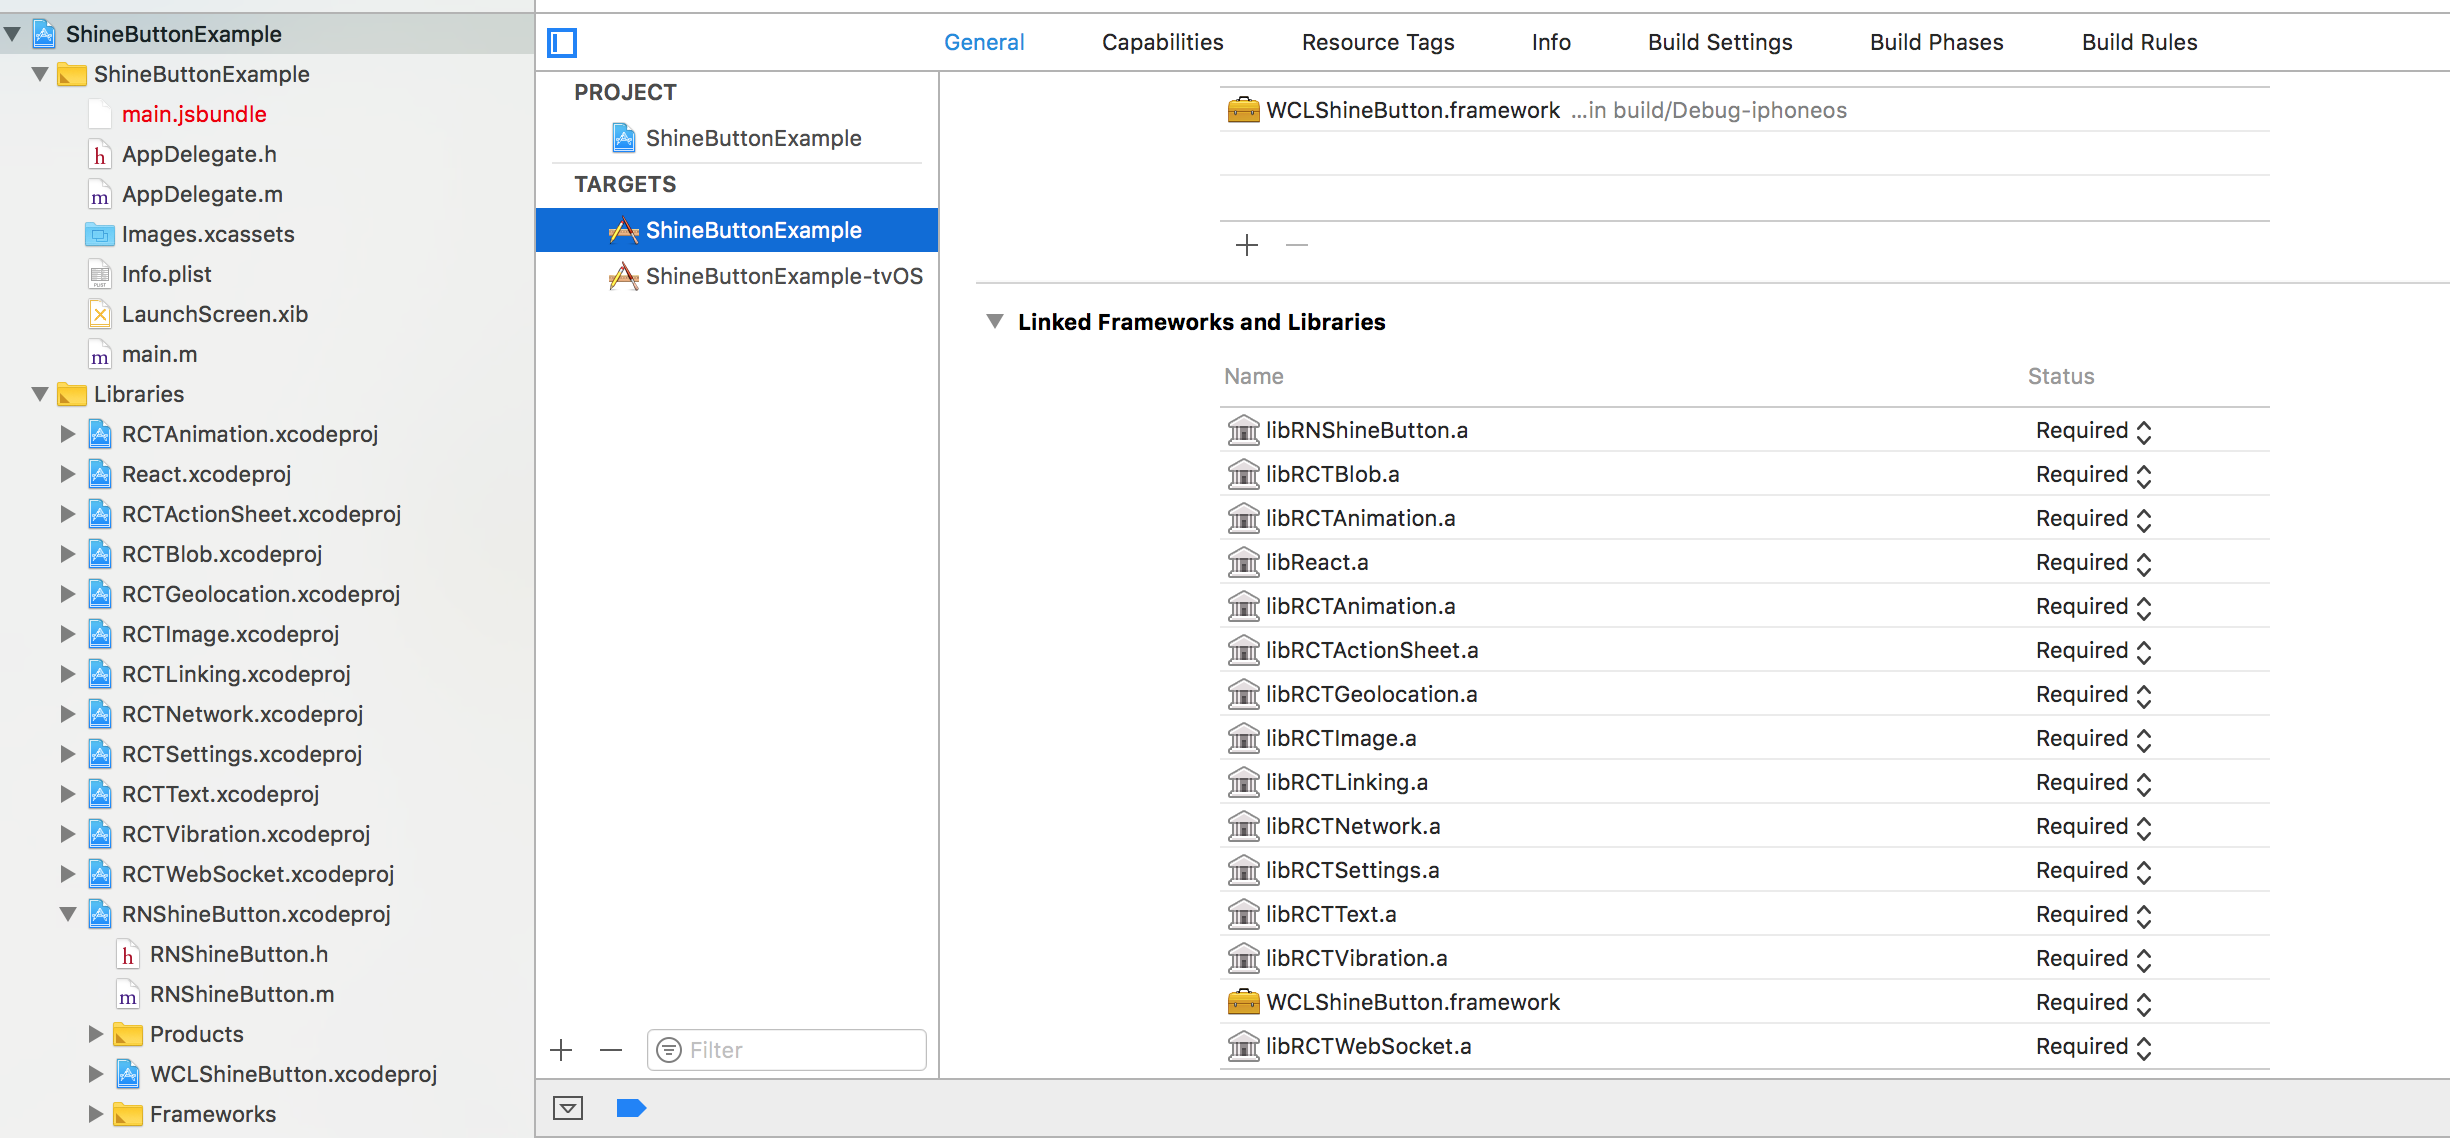 ShineButtonExample
ShineButtonExample
main.jsbundle
h AppDelegate.h
m AppDelegate.m
Images.xcassets
PLIST Info.plist
LaunchScreen.xib
m main.m
Libraries
RCTAnimation.xcodeproj
React.xcodeproj
RCTActionSheet.xcodeproj
RCTBlob.xcodeproj
RCTGeolocation.xcodeproj
RCTImage.xcodeproj
RCTLinking.xcodeproj
RCTNetwork.xcodeproj
RCTSettings.xcodeproj
RCTText.xcodeproj
RCTVibration.xcodeproj
RCTWebSocket.xcodeproj
RNShineButton.xcodeproj
h RNShineButton.h
m RNShineButton.m
Products
WCLShineButton.xcodeproj
Frameworks
General Capabilities Resource Tags Info Build Settings Build Phases Build Rules
PROJECT
ShineButtonExample
TARGETS
ShineButtonExample
ShineButtonExample-tvOS
Filter
WCLShineButton.framework ...in build/Debug-iphoneos
Linked Frameworks and Libraries
Name Status
libRNShineButton.a Required
libRCTBlob.a Required
libRCTAnimation.a Required
libReact.a Required
libRCTAnimation.a Required
libRCTActionSheet.a Required
libRCTGeolocation.a Required
libRCTImage.a Required
libRCTLinking.a Required
libRCTNetwork.a Required
libRCTSettings.a Required
libRCTText.a Required
libRCTVibration.a Required
WCLShineButton.framework Required
libRCTWebSocket.a Required